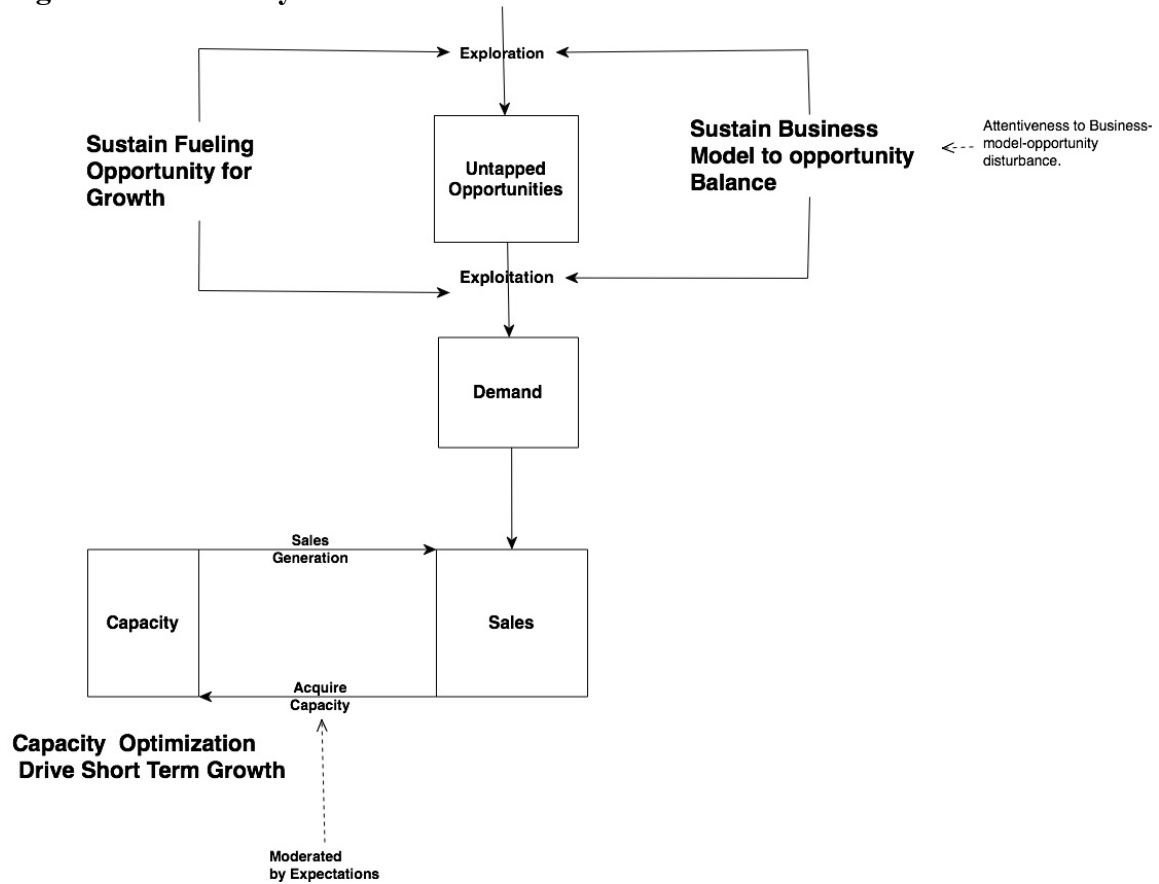 Exploration
Sustain Fueling
Opportunity for
Growth
Untapped
Opportunities
Sustain Business
Model to opportunity
Balance
Attentiveness to Business-
model-opportunity
disturbance.
Exploitation
Demand
Sales
Generation
Capacity
Sales
Acquire
Capacity
Capacity Optimization
Drive Short Term Growth
Moderated
by Expectations